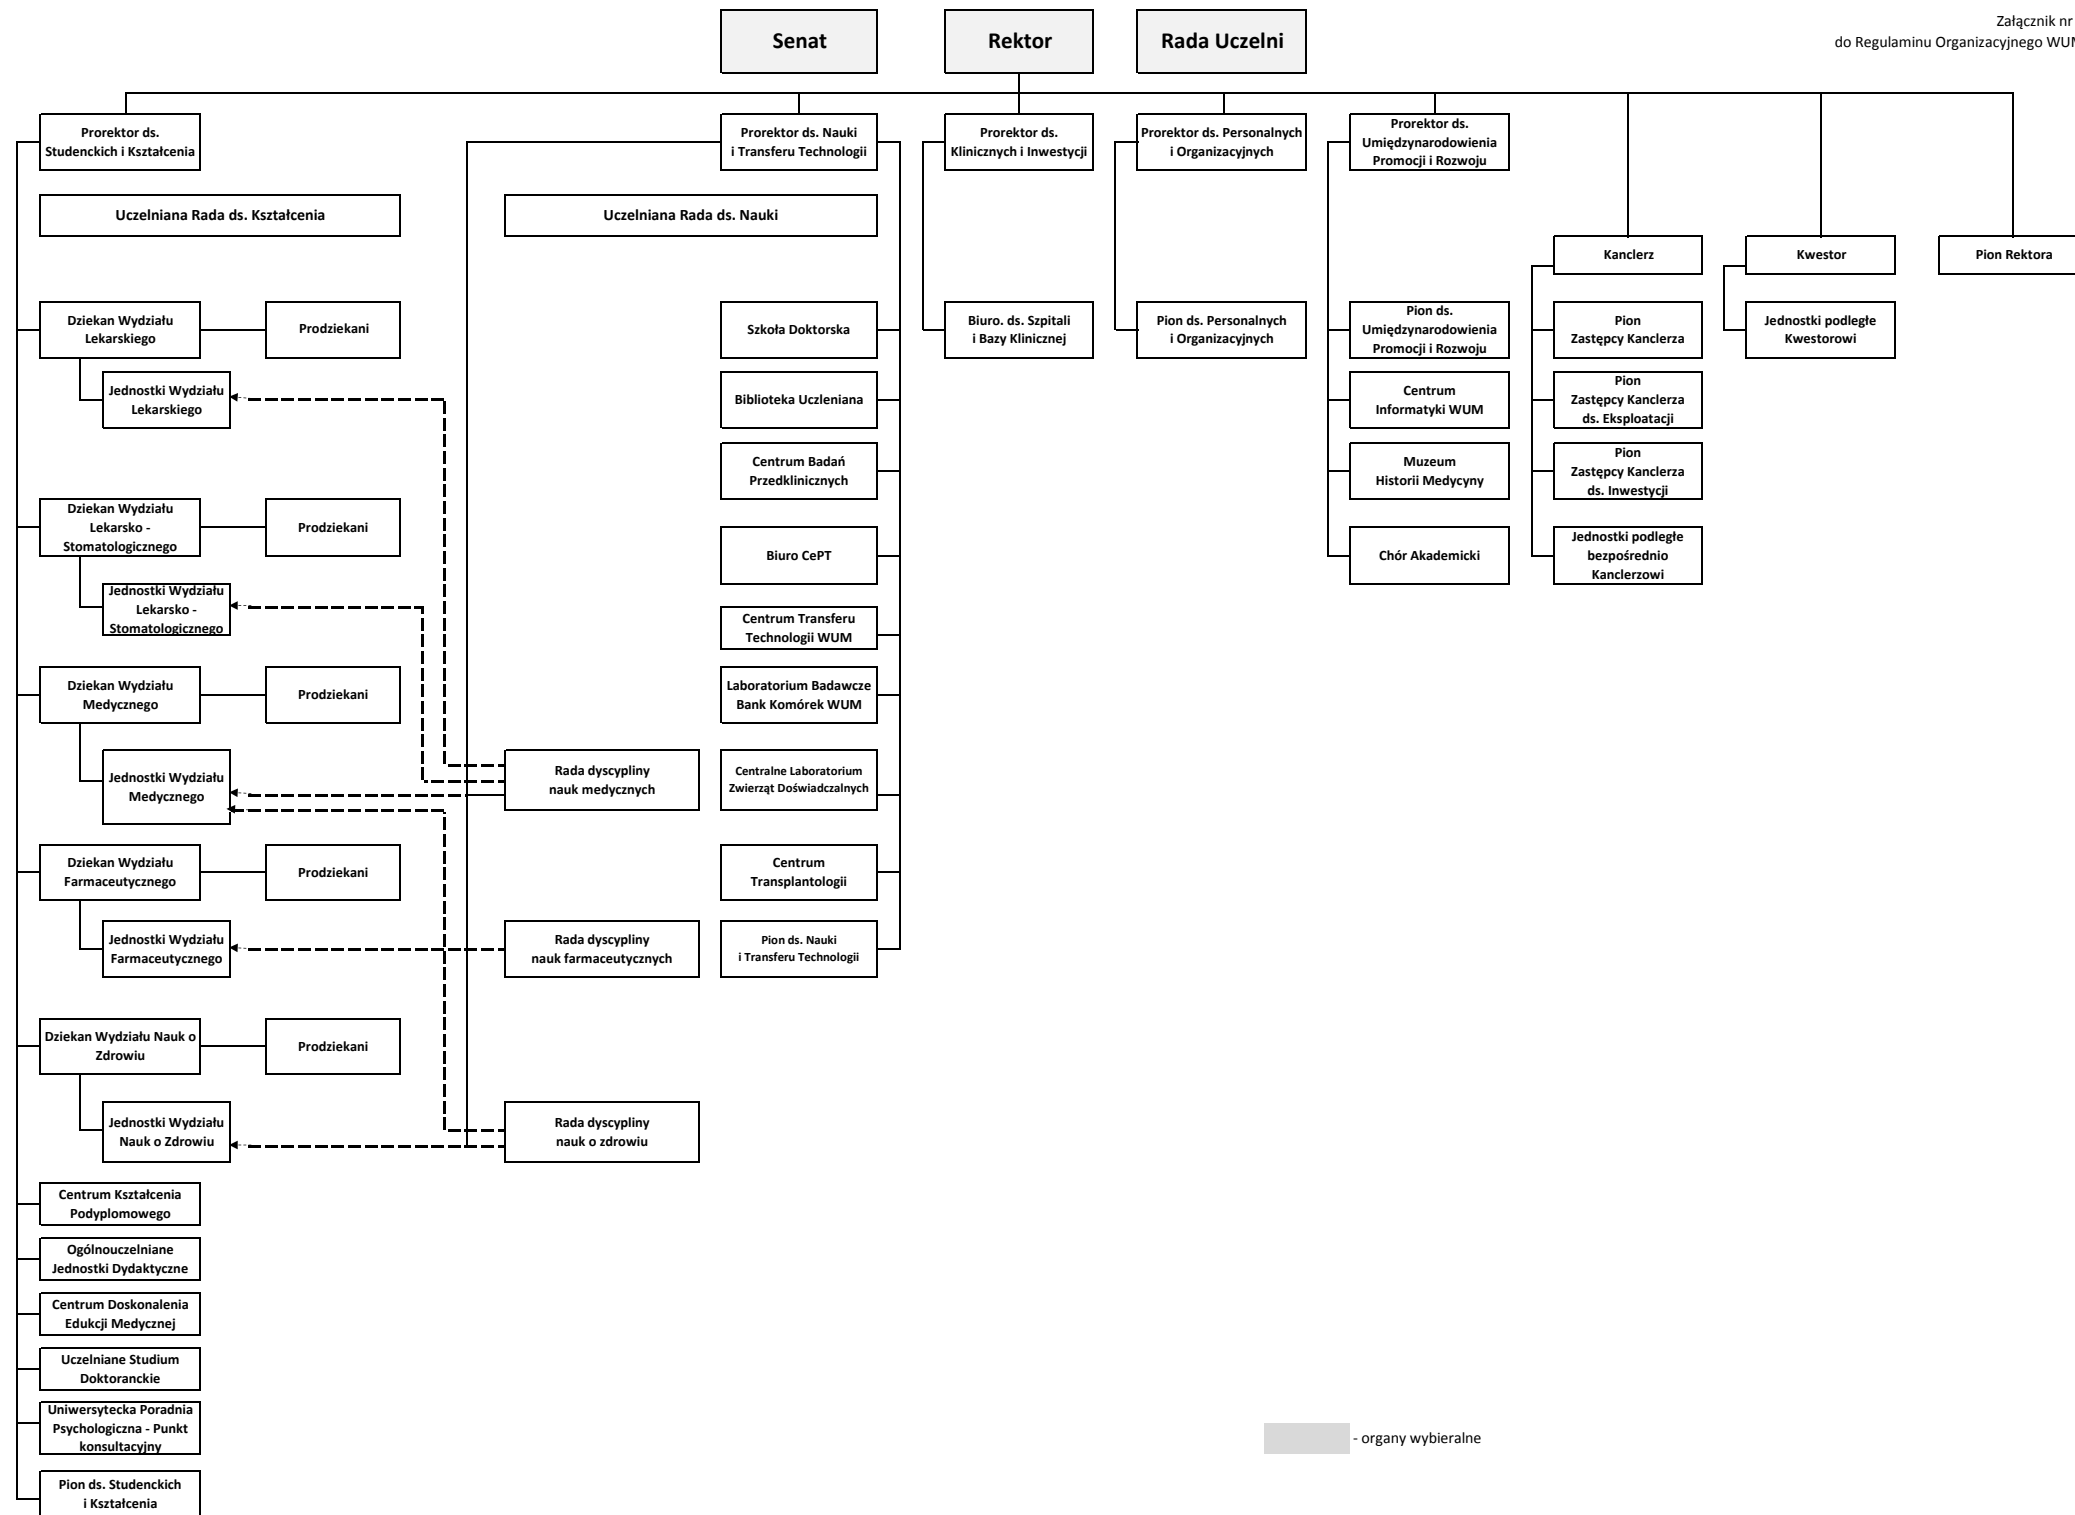 Załącznik nr
do Regulaminu Organizacyjnego WUM
Senat
Rektor
Rada Uczelni
Prorektor ds.
Studenckich i Kształcenia
Prorektor ds. Nauki
i Transferu Technologii
Prorektor ds.
Klinicznych i Inwestycji
Prorektor ds. Personalnych
i Organizacyjnych
Prorektor ds.
Umiędzynarodowienia
Promocji i Rozwoju
Uczelniana Rada ds. Kształcenia
Uczelniana Rada ds. Nauki
Kanclerz
Kwestor
Pion Rektora
Dziekan Wydziału
Lekarskiego
Prodziekani
Szkoła Doktorska
Biuro. ds. Szpitali
i Bazy Klinicznej
Pion ds. Personalnych
i Organizacyjnych
Pion ds.
Umiędzynarodowienia
Promocji i Rozwoju
Pion
Zastępcy Kanclerza
Jednostki podległe
Kwestorowi
Jednostki Wydziału
Lekarskiego
Biblioteka Uczleniana
Centrum
Informatyki WUM
Pion
Zastępcy Kanclerza
ds. Eksploatacji
Centrum Badań
Przedklinicznych
Muzeum
Historii Medycyny
Pion
Zastępcy Kanclerza
ds. Inwestycji
Dziekan Wydziału
Lekarsko -
Stomatologicznego
Prodziekani
Biuro CePT
Chór Akademicki
Jednostki podległe
bezpośrednio
Kanclerzowi
Jednostki Wydziału
Lekarsko -
Stomatologicznego
Centrum Transferu
Technologii WUM
Dziekan Wydziału
Medycznego
Prodziekani
Laboratorium Badawcze
Bank Komórek WUM
Jednostki Wydziału
Medycznego
Rada dyscypliny
nauk medycznych
Centralne Laboratorium
Zwierząt Doświadczalnych
Dziekan Wydziału
Farmaceutycznego
Prodziekani
Centrum
Transplantologii
Jednostki Wydziału
Farmaceutycznego
Rada dyscypliny
nauk farmaceutycznych
Pion ds. Nauki
i Transferu Technologii
Dziekan Wydziału Nauk o
Zdrowiu
Prodziekani
Jednostki Wydziału
Nauk o Zdrowiu
Rada dyscypliny
nauk o zdrowiu
Centrum Kształcenia
Podyplomowego
Ogólnouczelniane
Jednostki Dydaktyczne
Centrum Doskonalenia
Edukcji Medycznej
Uczelniane Studium
Doktoranckie
Uniwersytecka Poradnia
Psychologiczna - Punkt
konsultacyjny
Pion ds. Studenckich
i Kształcenia
- organy wybieralne